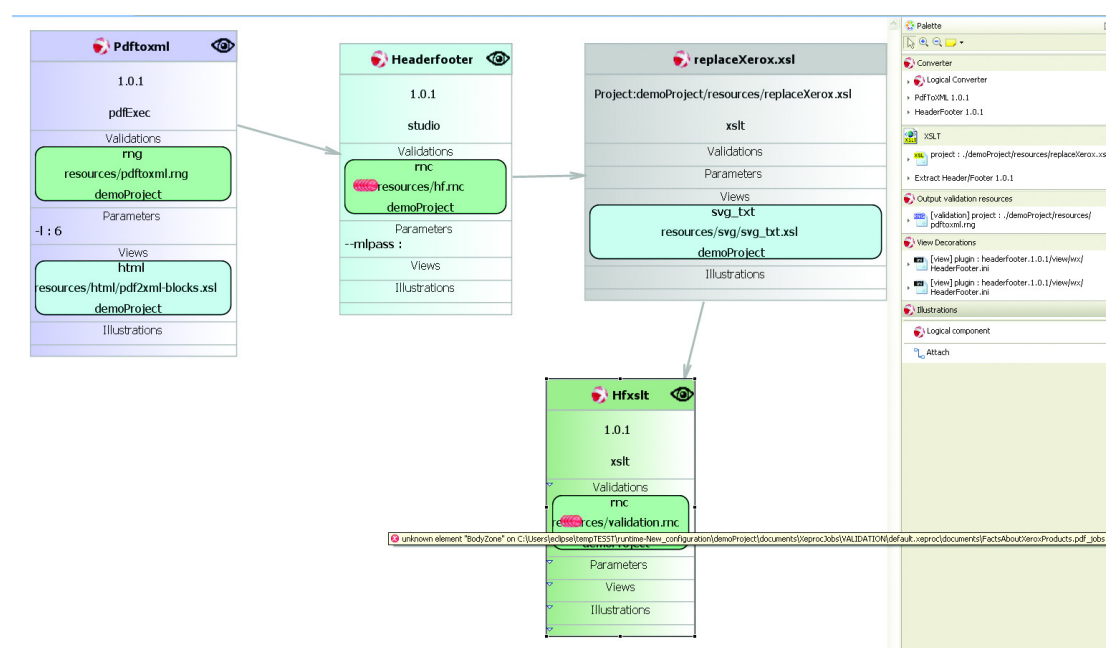 Pdftoxml
1.0.1
pdfExec
Validations
rng
resources/pdftoxml.rng
demoProject
Parameters
-l : 6
Views
html
resources/html/pdf2xml-blocks.xsl
demoProject
Illustrations
Headerfooter
1.0.1
studio
Validations
rnc
resources/hf.rnc
demoProject
Parameters
--mlpass :
Views
Illustrations
replaceXerox.xsl
Project:demoProject/resources/replaceXerox.xsl
xslt
Validations
Parameters
Views
svg_txt
resources/svg/svg_txt.xsl
demoProject
Illustrations
Hfxslt
1.0.1
xslt
Validations
rnc
re rces/validation.rnc
unknown element "BodyZone" on C:\Users\eclipse\tempTESST\runtime-New_configuration\demoProject\documents\XeprocJobs\VALIDATION\default.xeproc\documents\FactsAboutXeroxProducts.pdf_jobs
Parameters
Views
Illustrations
Palette
Converter
Logical Converter
PdfToXML 1.0.1
HeaderFooter 1.0.1
XSLT
project : ./demoProject/resources/replaceXerox.xs
Extract Header/Footer 1.0.1
Output validation resources
[validation] project : ./demoProject/resources/
pdftoxml.rng
View Decorations
[view] plugin : headerfooter.1.0.1/view/wx/
HeaderFooter.ini
[view] plugin : headerfooter.1.0.1/view/wx/
HeaderFooter.ini
Illustrations
Logical component
Attach